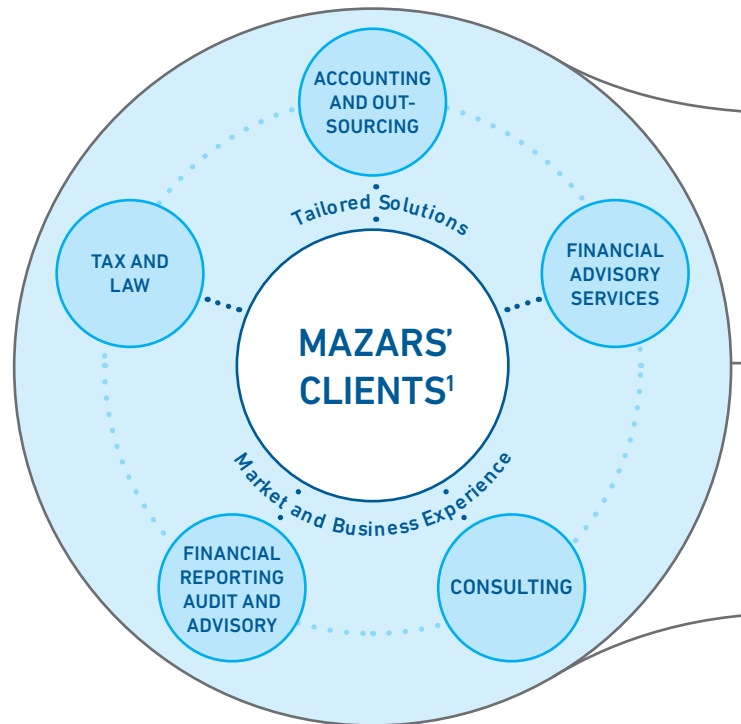 ACCOUNTING
AND OUT-
SOURCING
Tailored Solutions
TAX AND
LAW
FINANCIAL
ADVISORY
SERVICES
MAZARS’
CLIENTS¹
Market and Business Experience
FINANCIAL
REPORTING
AUDIT AND
ADVISORY
CONSULTING